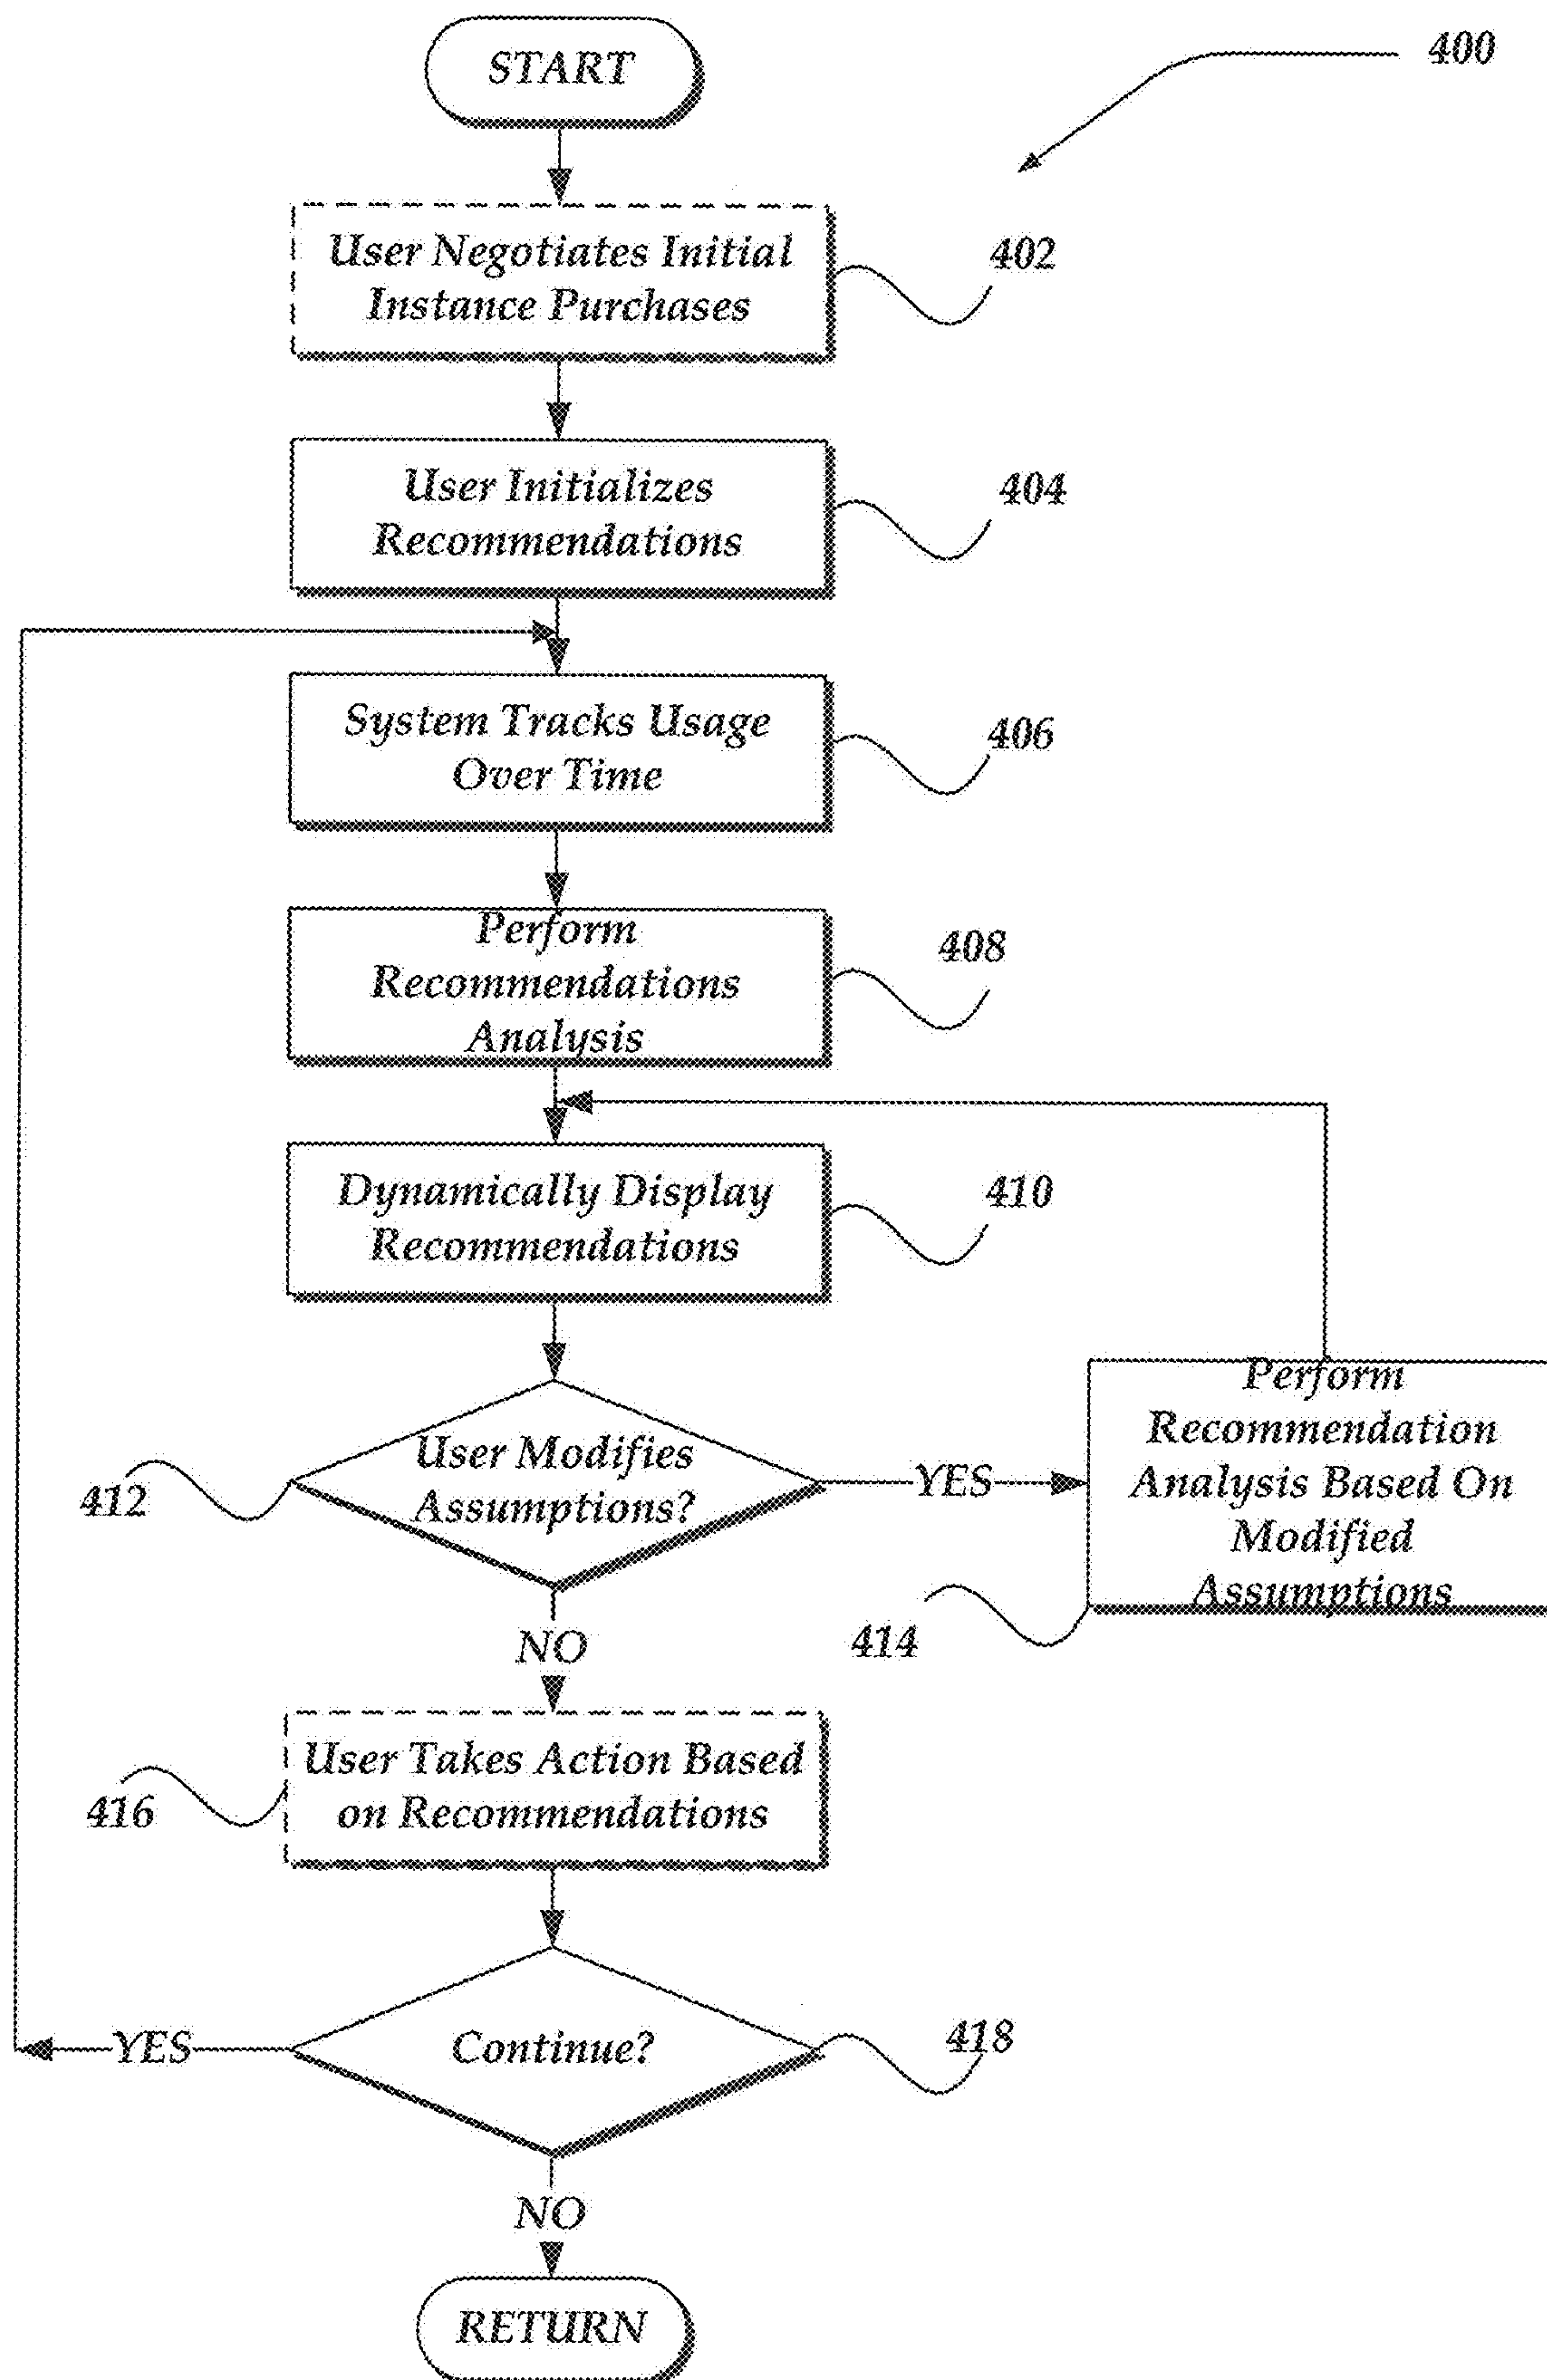 START
400
User Negotiates Initial
Instance Purchases
402
User Initializes
Recommendations
404
System Tracks Usage
Over Time
406
Perform
Recommendations
Analysis
408
Dynamically Display
Recommendations
410
User Modifies
Assumptions?
412
YES
Perform
Recommendation
Analysis Based On
Modified
Assumptions
414
NO
User Takes Action Based
on Recommendations
416
Continue?
418
YES
NO
RETURN